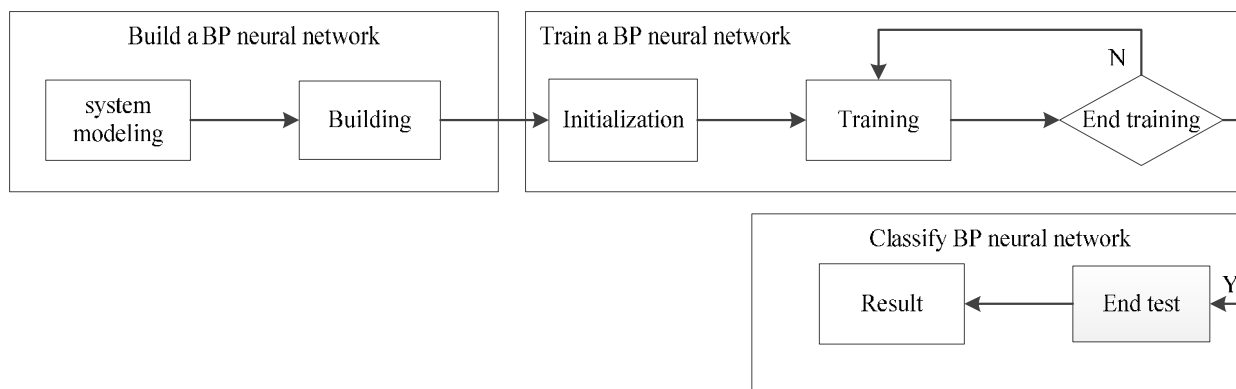 Build a BP neural network
system
modeling
Building
Train a BP neural network
Initialization
Training
N
End training
Classify BP neural network
Result
End test
Y